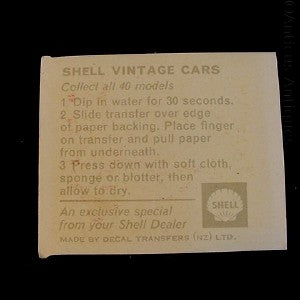 SHELL VINTAGE CARS
Collect all 40 models
1 Dip in water for 30 seconds.
2 Slide transfer over edge
of paper backing. Place finger
on transfer and pull paper
from underneath.
3 Press down with soft cloth,
sponge or blotter, then
allow to dry.
An exclusive special
from your Shell Dealer
SHELL
MADE BY DECAL TRANSFERS (NZ) LTD.